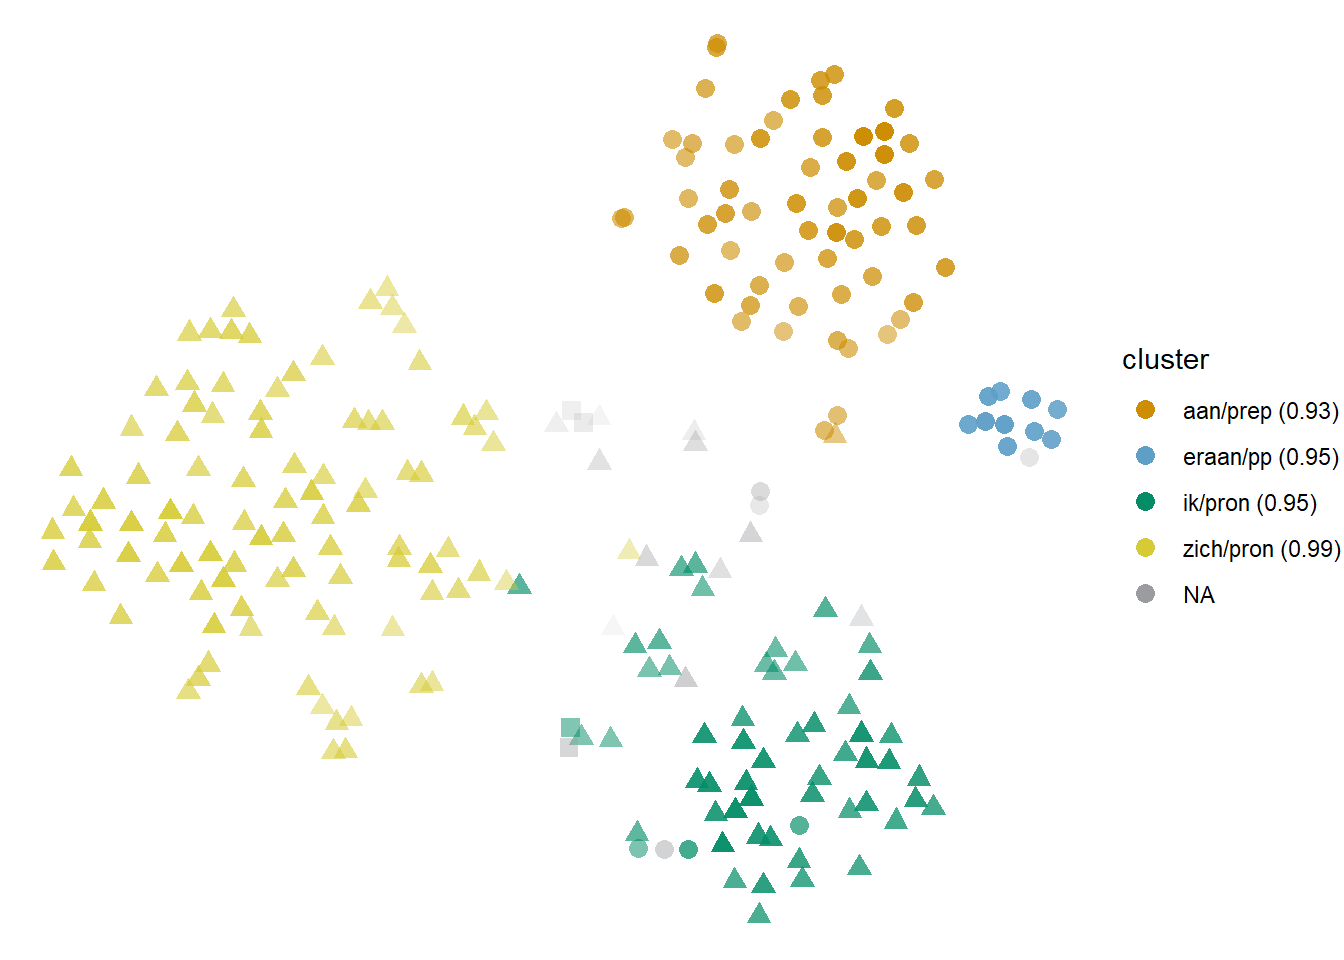 cluster
aan/prep (0.93)
eraan/pp (0.95)
ik/pron (0.95)
zich/pron (0.99)
NA